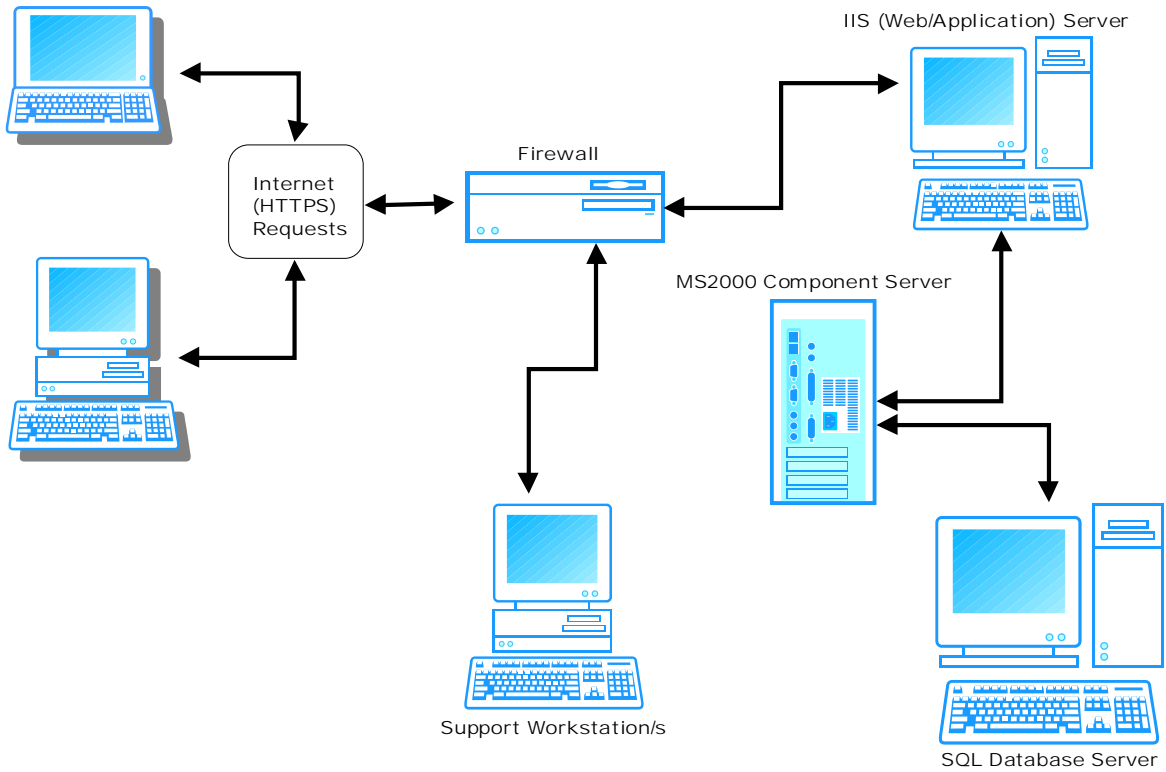 IIS (Web/Application) Server
Firewall
Internet
(HTTPS)
Requests
MS2000 Component Server
Support Workstation/s
SQL Database Server